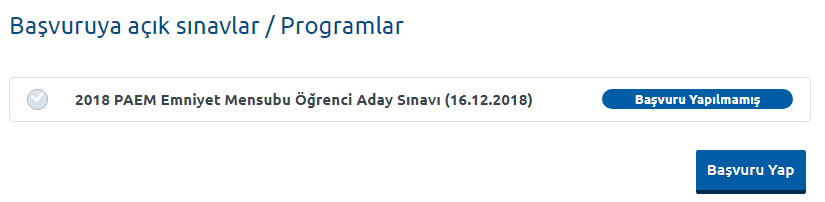 Başvuruya açık sınavlar / Programlar
2018 PAEM Emniyet Mensubu Öğrenci Aday Sınavı (16.12.2018) Başvuru Yapılmamış
Başvuru Yap